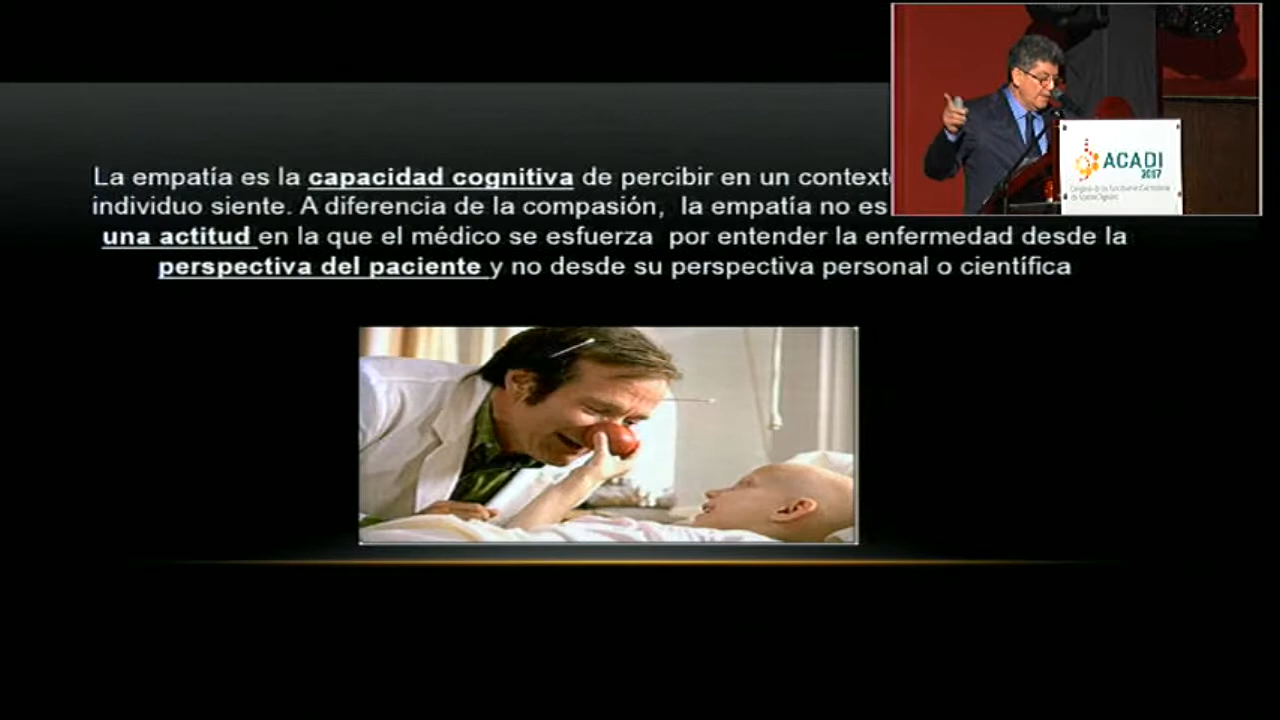 La empatía es la capacidad cognitiva de percibir en un
individuo siente. A diferencia de la compasión, la empatía no es
una actitud en la que el médico se esfuerza por entender la enfermedad desde la
perspectiva del paciente y no desde su perspectiva personal o científica
ACADI
2017